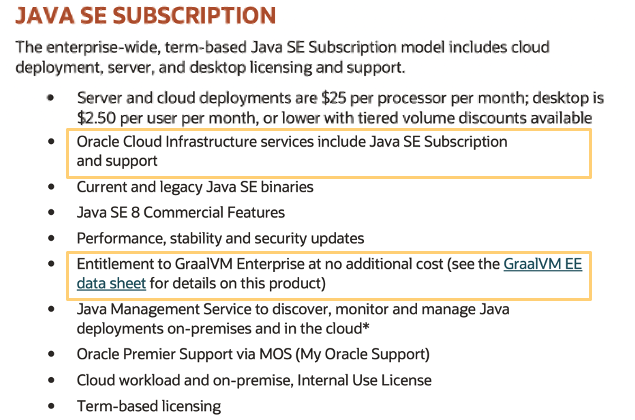 JAVA SE SUBSCRIPTION
The enterprise-wide, term-based Java SE Subscription model includes cloud
deployment, server, and desktop licensing and support.
• Server and cloud deployments are $25 per processor per month; desktop is
$2.50 per user per month, or lower with tiered volume discounts available
• Oracle Cloud Infrastructure services include Java SE Subscription
and support
• Current and legacy Java SE binaries
• Java SE 8 Commercial Features
• Performance, stability and security updates
• Entitlement to GraalVM Enterprise at no additional cost (see the GraalVM EE
data sheet for details on this product)
• Java Management Service to discover, monitor and manage Java
deployments on-premises and in the cloud*
• Oracle Premier Support via MOS (My Oracle Support)
• Cloud workload and on-premise, Internal Use License
• Term-based licensing